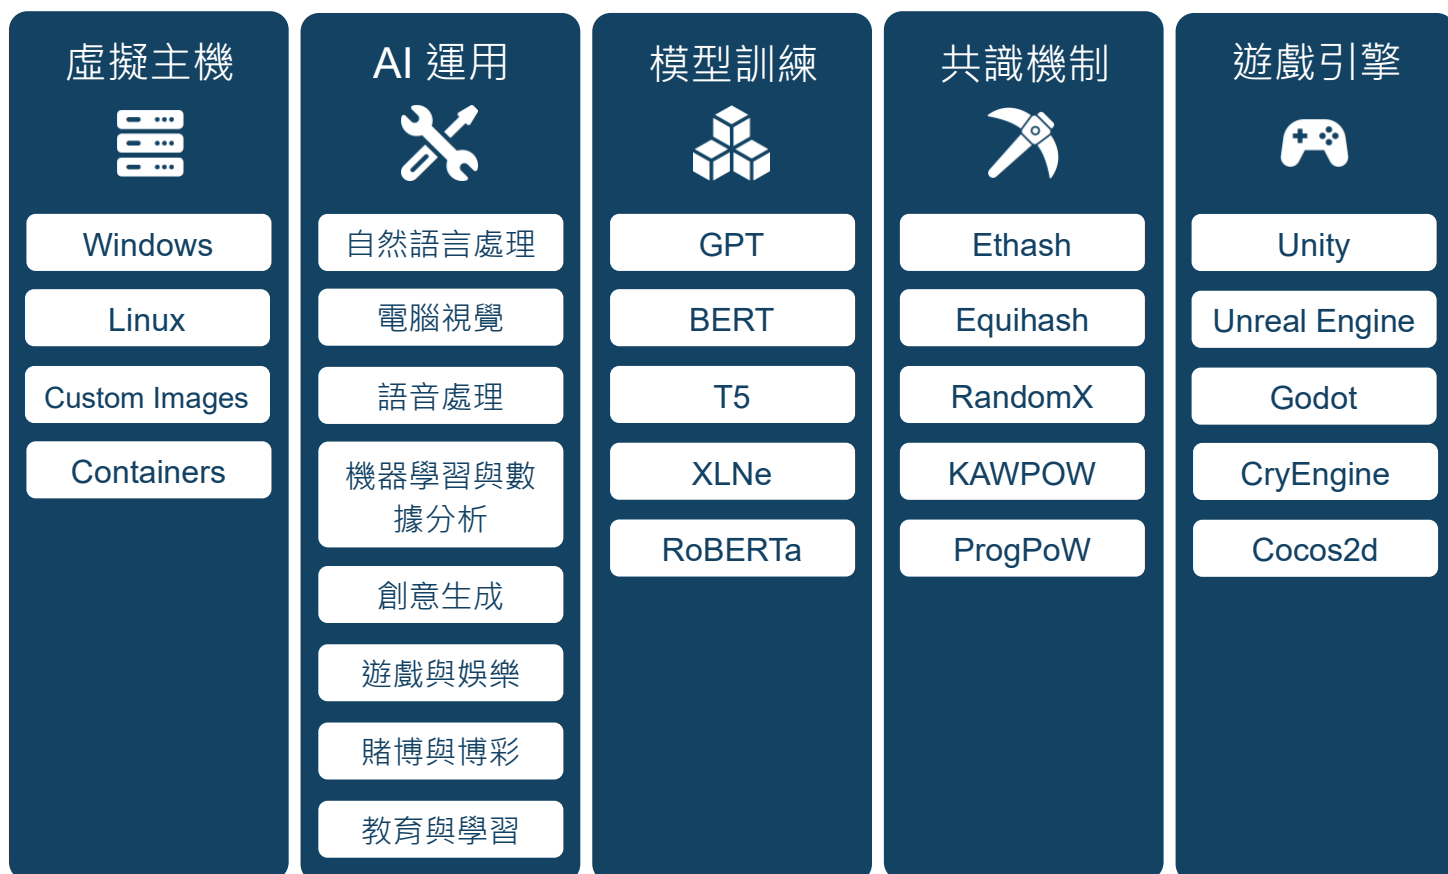 虛擬主機
Windows
Linux
Custom Images
Containers
AI 運用
自然語言處理
電腦視覺
語音處理
機器學習與數
據分析
創意生成
遊戲與娛樂
賭博與博彩
教育與學習
模型訓練
GPT
BERT
T5
XLNe
RoBERTa
共識機制
Ethash
Equihash
RandomX
KAWPOW
ProgPoW
遊戲引擎
Unity
Unreal Engine
Godot
CryEngine
Cocos2d